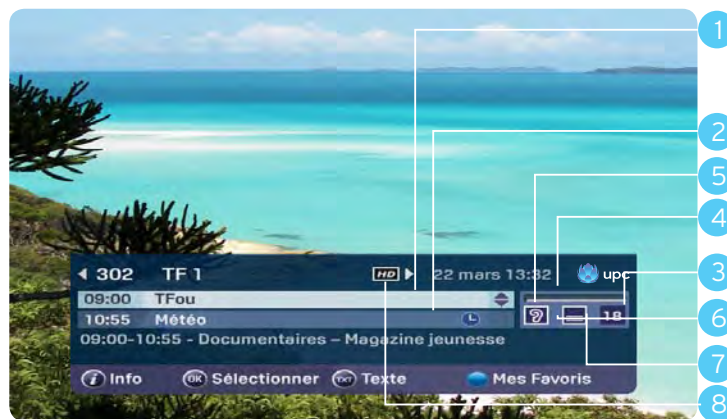 1
2
5
4
302 TF 1 HD 22 mars 13:32 upc
3
09:00 TFou
10:55 Météo 18
6
09:00-10:55 - Documentaires – Magazine jeunesse
7
i Info OK Sélectionner TXT Texte Mes Favoris
8